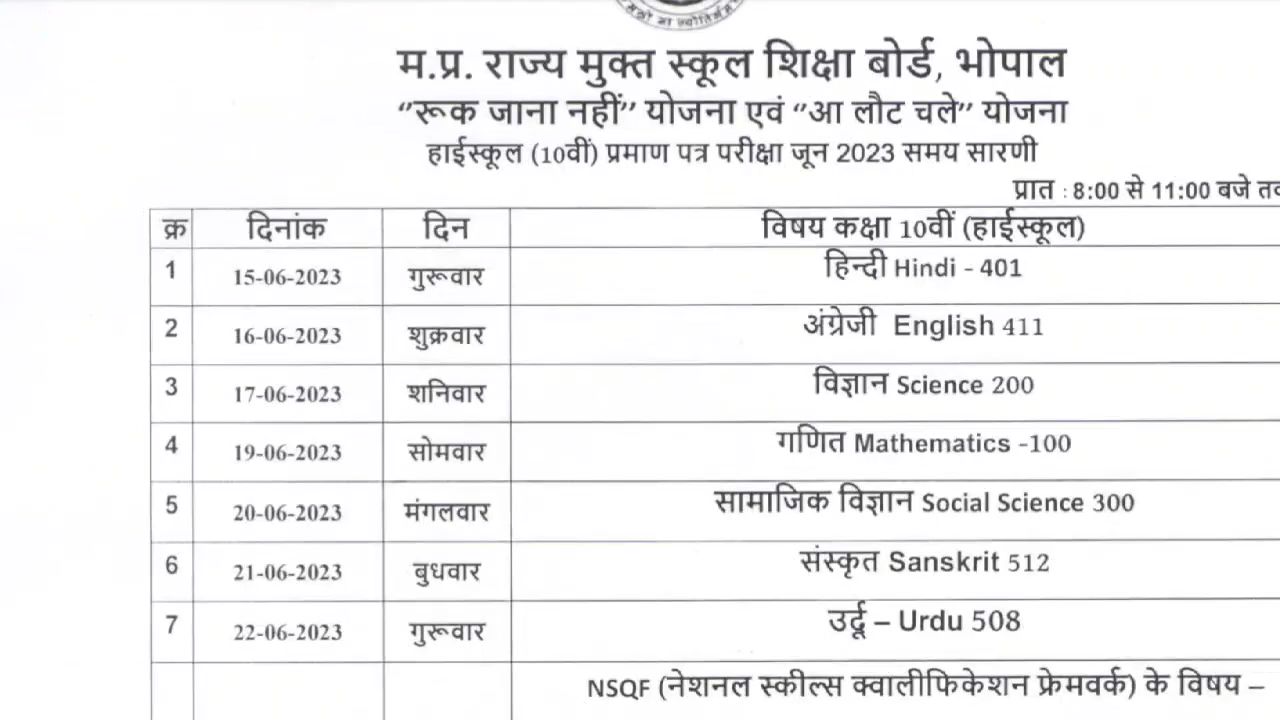 म.प्र. राज्य मुक्त स्कूल शिक्षा बोर्ड, भोपाल
“रूक जाना नहीं” योजना एवं “आ लौट चले” योजना
हाईस्कूल (10वीं) प्रमाण पत्र परीक्षा जून 2023 समय सारणी
प्रात : 8:00 से 11:00 बजे
क्र दिनांक दिन विषय कक्षा 10वीं (हाईस्कूल)
1 15-06-2023 गुरूवार हिन्दी Hindi - 401
2 16-06-2023 शुक्रवार अंग्रेजी English 411
3 17-06-2023 शनिवार विज्ञान Science 200
4 19-06-2023 सोमवार गणित Mathematics -100
5 20-06-2023 मंगलवार सामाजिक विज्ञान Social Science 300
6 21-06-2023 बुधवार संस्कृत Sanskrit 512
7 22-06-2023 गुरूवार उर्दू – Urdu 508
NSQF (नेशनल स्कील्स क्वालीफिकेशन फ्रेमवर्क) के विषय –